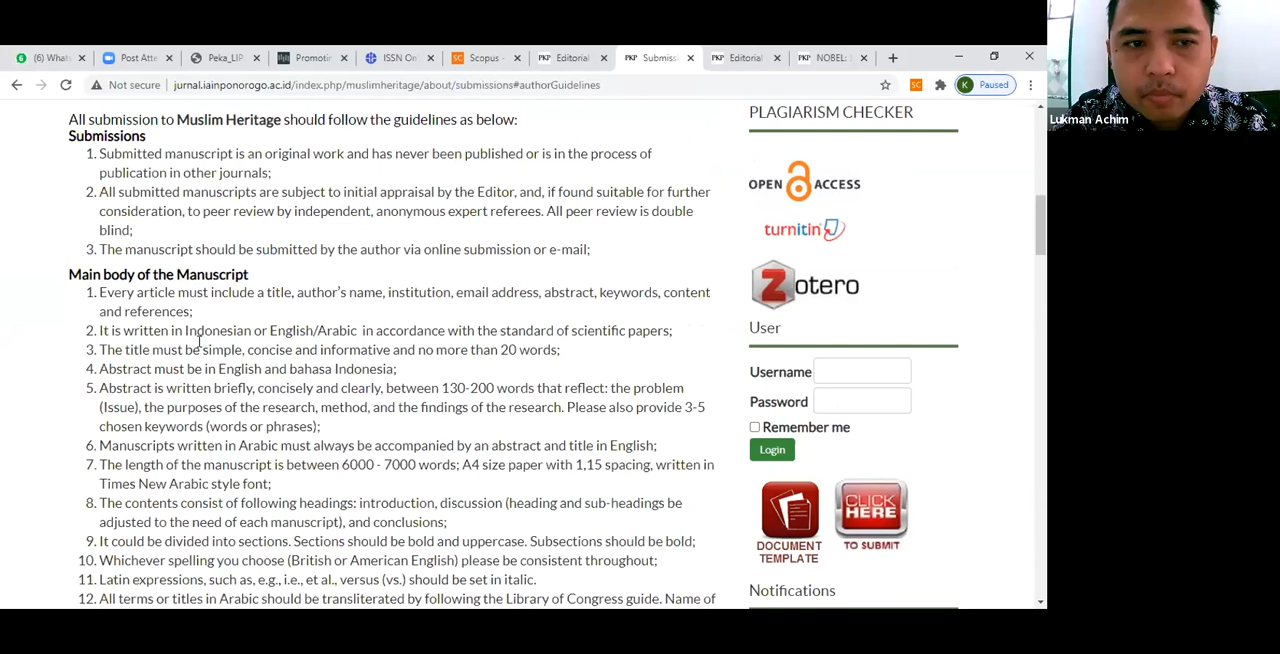 (6) What
Post Atte
Peka_LIP
Promotin
ISSN On
Scopus -
Editorial
Submiss
Editorial
NOBEL:
Not secure
jurnal.iainponorogo.ac.id/index.php/muslimheritage/about/submissions#authorGuidelines
K Paused
Lukman Achim
All submission to Muslim Heritage should follow the guidelines as below:
Submissions
1. Submitted manuscript is an original work and has never been published or is in the process of
publication in other journals;
2. All submitted manuscripts are subject to initial appraisal by the Editor, and, if found suitable for further
consideration, to peer review by independent, anonymous expert referees. All peer review is double
blind;
3. The manuscript should be submitted by the author via online submission or e-mail;
Main body of the Manuscript
1. Every article must include a title, author's name, institution, email address, abstract, keywords, content
and references;
2. It is written in Indonesian or English/Arabic in accordance with the standard of scientific papers;
3. The title must be simple, concise and informative and no more than 20 words;
4. Abstract must be in English and bahasa Indonesia;
5. Abstract is written briefly, concisely and clearly, between 130-200 words that reflect: the problem
(Issue), the purposes of the research, method, and the findings of the research. Please also provide 3-5
chosen keywords (words or phrases);
6. Manuscripts written in Arabic must always be accompanied by an abstract and title in English;
7. The length of the manuscript is between 6000 - 7000 words; A4 size paper with 1,15 spacing, written in
Times New Arabic style font;
8. The contents consist of following headings: introduction, discussion (heading and sub-headings be
adjusted to the need of each manuscript), and conclusions;
9. It could be divided into sections. Sections should be bold and uppercase. Subsections should be bold;
10. Whichever spelling you choose (British or American English) please be consistent throughout;
11. Latin expressions, such as, e.g., i.e., et al., versus (vs.) should be set in italic.
12. All terms or titles in Arabic should be transliterated by following the Library of Congress guide. Name of
PLAGIARISM CHECKER
OPEN ACCESS
turnitin
Zotero
User
Username
Password
Remember me
Login
DOCUMENT
TEMPLATE
CLICK
HERE
TO SUBMIT
Notifications